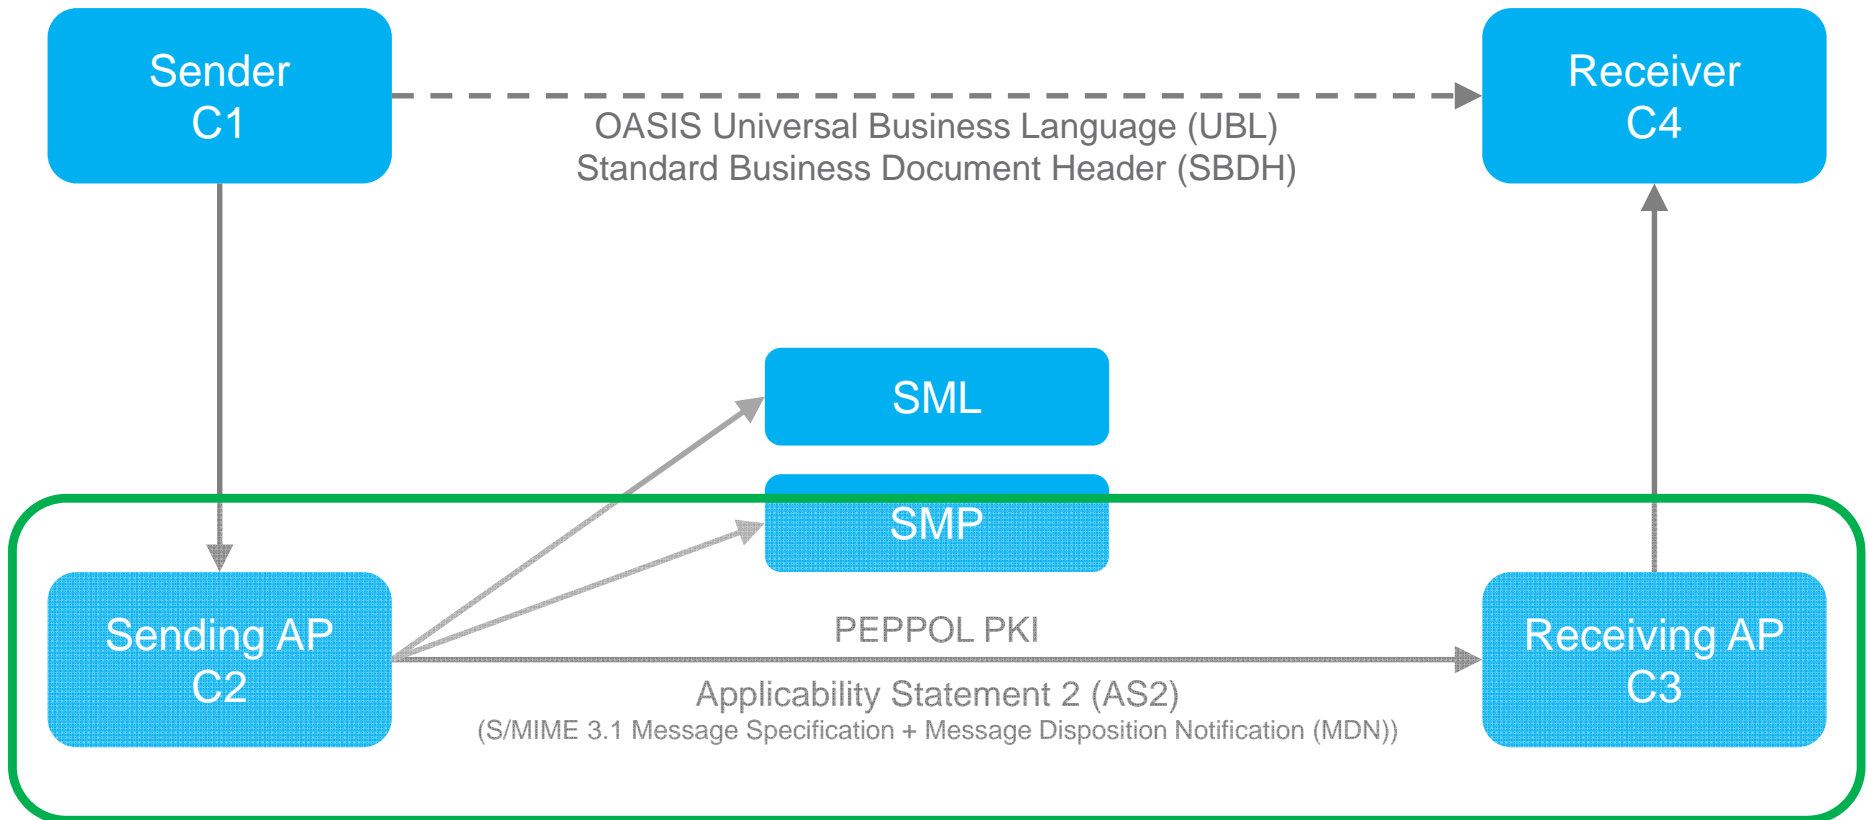 Sender
C1
Receiver
C4
OASIS Universal Business Language (UBL)
Standard Business Document Header (SBDH)
SML
SMP
Sending AP
C2
PEPPOL PKI
Receiving AP
C3
Applicability Statement 2 (AS2)
(S/MIME 3.1 Message Specification + Message Disposition Notification (MDN))